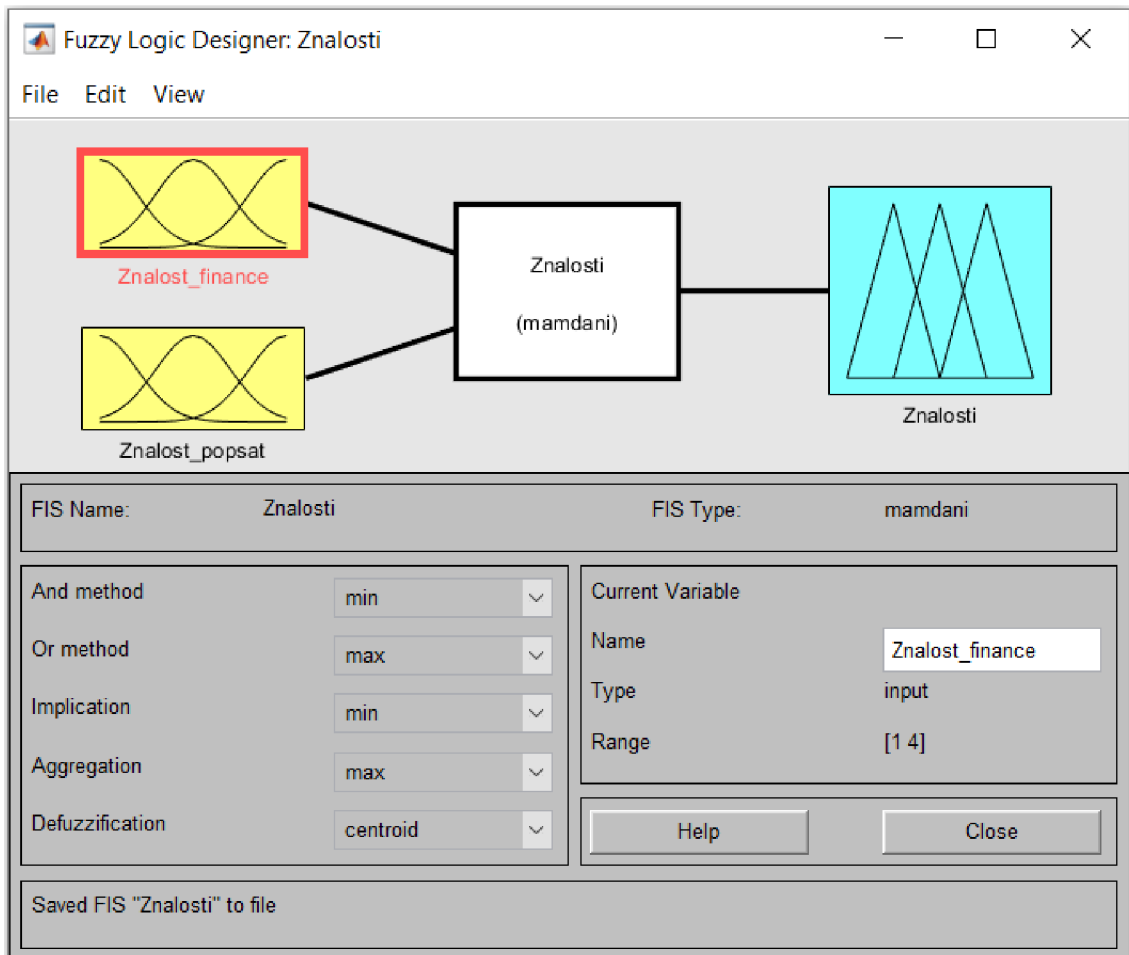 Fuzzy Logic Designer: Znalosti
File Edit View
Znalost_finance
Znalost_popsat
Znalosti
(mamdani)
Znalosti
FIS Name: Znalosti FIS Type: mamdani
And method min
Or method max
Implication min
Aggregation max
Defuzzification centroid
Current Variable
Name Znalost_finance
Type input
Range [1 4]
Help Close
Saved FIS "Znalosti" to file